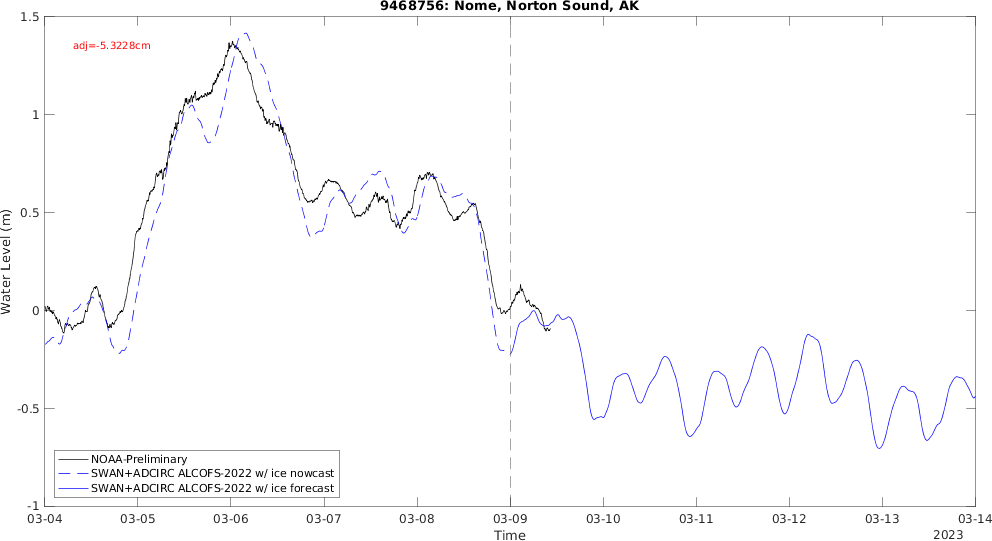 9468756: Nome, Norton Sound, AK
adj=-5.3228cm
1.5
1
0.5
0
-0.5
-1
Water Level (m)
NOAA-Preliminary
SWAN+ADCIRC ALCOFS-2022 w/ ice nowcast
SWAN+ADCIRC ALCOFS-2022 w/ ice forecast
03-04 03-05 03-06 03-07 03-08 03-09 03-10 03-11 03-12 03-13 03-14
Time
2023